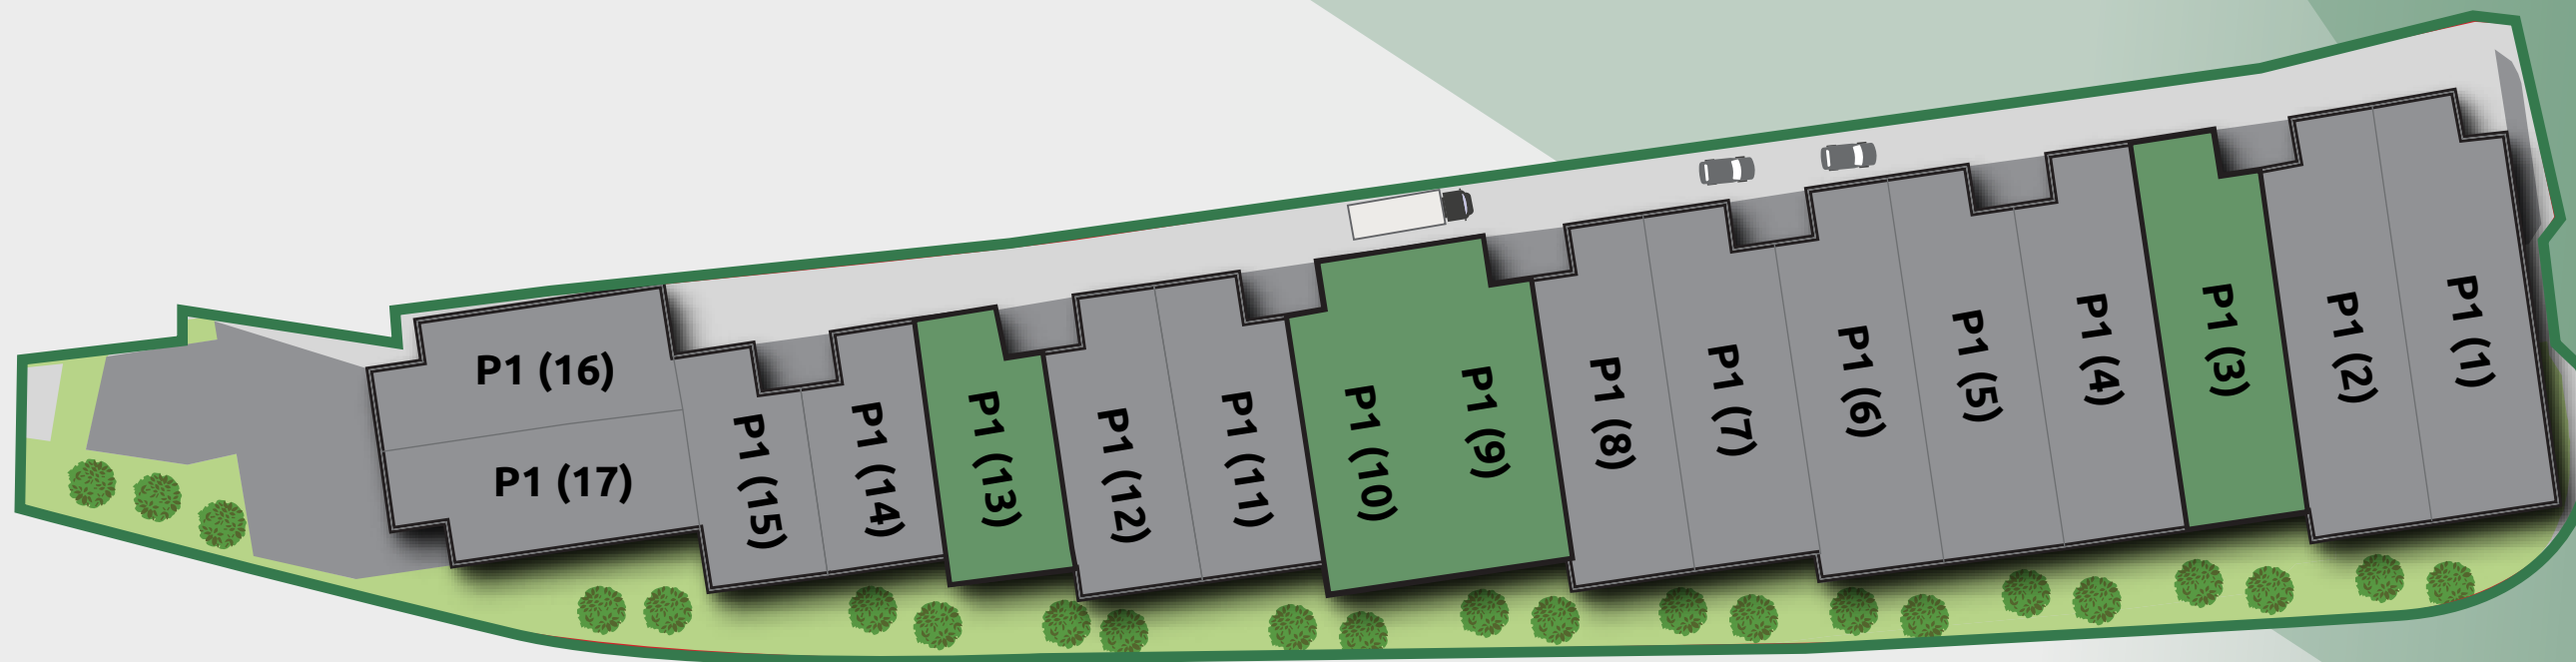 P1 (16)
P1 (17)
P1 (15)
P1 (14)
P1 (13)
P1 (12)
P1 (11)
P1 (10)
P1 (9)
P1 (8)
P1 (7)
P1 (6)
P1 (5)
P1 (4)
P1 (3)
P1 (2)
P1 (1)